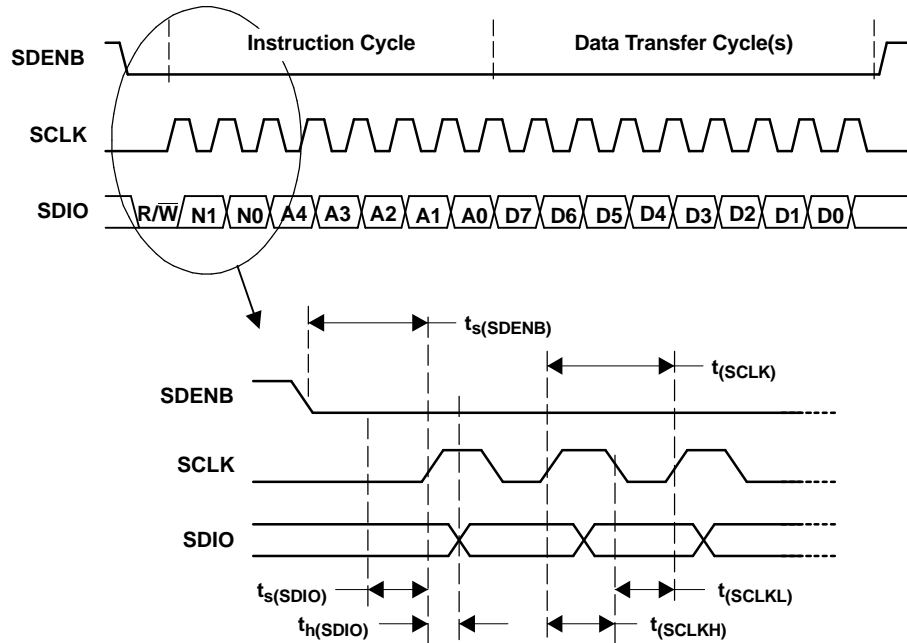 Instruction Cycle Data Transfer Cycle(s)
SDENB
SCLK
SDIO R/W̅ N1 N0 A4 A3 A2 A1 A0 D7 D6 D5 D4 D3 D2 D1 D0
ts(SDENB)
t(SCLK)
SDENB
SCLK
SDIO
ts(SDIO) t(SCLKL)
th(SDIO) t(SCLKH)